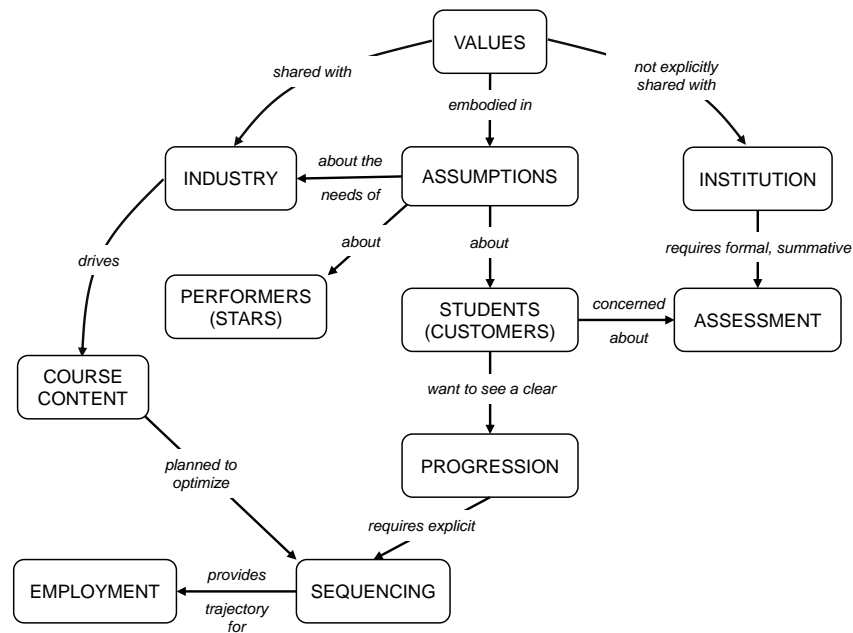 VALUES
shared with
not explicitly
shared with
embodied in
INDUSTRY
about the
needs of
ASSUMPTIONS
INSTITUTION
drives
about
about
requires formal, summative
PERFORMERS
(STARS)
STUDENTS
(CUSTOMERS)
concerned
about
ASSESSMENT
COURSE
CONTENT
want to see a clear
planned to
optimize
PROGRESSION
requires explicit
EMPLOYMENT
provides
trajectory
for
SEQUENCING